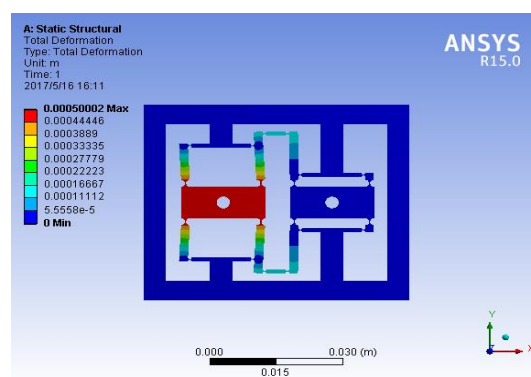 A: Static Structural
Total Deformation
Type: Total Deformation
Unit: m
Time: 1
2017/5/16 16:11
0.00050002 Max
0.00044446
0.0003889
0.00033335
0.00027779
0.00022223
0.00016667
0.00011112
5.5558e-5
0 Min
ANSYS
R15.0
0.000
0.030 (m)
0.015
Y
Z
X